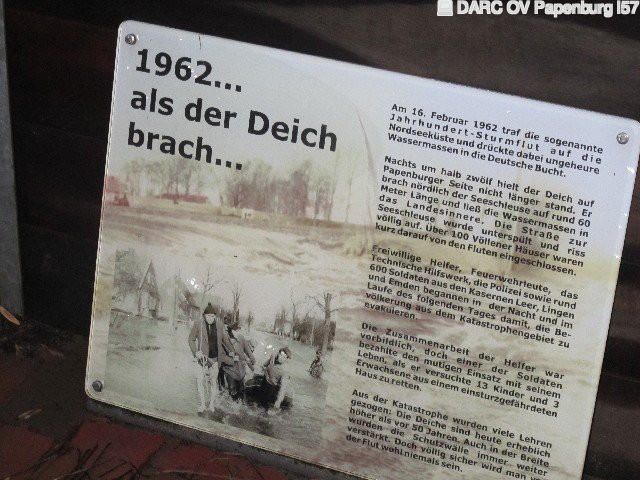 DARC OV Papenburg I57
1962...
als der Deich
brach...
Am 16. Februar 1962 traf die sogenannte
Jahrhundert-Sturmflut auf die
Nordseeküste und drückte dabei ungeheure
Wassermassen in die Deutsche Bucht.
Nachts um halb zwölf hielt der Deich auf
Papenburger Seite nicht länger stand. Er
brach nördlich der Seeschleuse auf rund 60
Meter Länge und ließ die Wassermassen in
das Landesinnere. Die Straße zur
Seeschleuse wurde unterspült und riss
völlig auf. Über 100 Völlener Häuser waren
kurz darauf von den Fluten eingeschlossen.
Freiwillige Helfer, Feuerwehrleute, das
Technische Hilfswerk, die Polizei sowie rund
600 Soldaten aus den Kasernen Leer, Lingen
und Emden begannen in der Nacht und im
Laufe des folgenden Tages damit, die Be-
völkerung aus dem Katastrophengebiet zu
evakuieren.
Die Zusammenarbeit der Helfer war
vorbildlich, doch einer der Soldaten
bezahlte den mutigen Einsatz mit seinem
Leben, als er versuchte 13 Kinder und 3
Erwachsene aus einem einsturzgefährdeten
Haus zu retten.
Aus der Katastrophe wurden viele Lehren
gezogen: Die Deiche sind heute erheblich
höher als vor 50 Jahren. Auch in der Breite
wurden die Schutzwälle immer weiter
verstärkt. Doch völlig sicher wird man vor
der Flut wohl niemals sein.